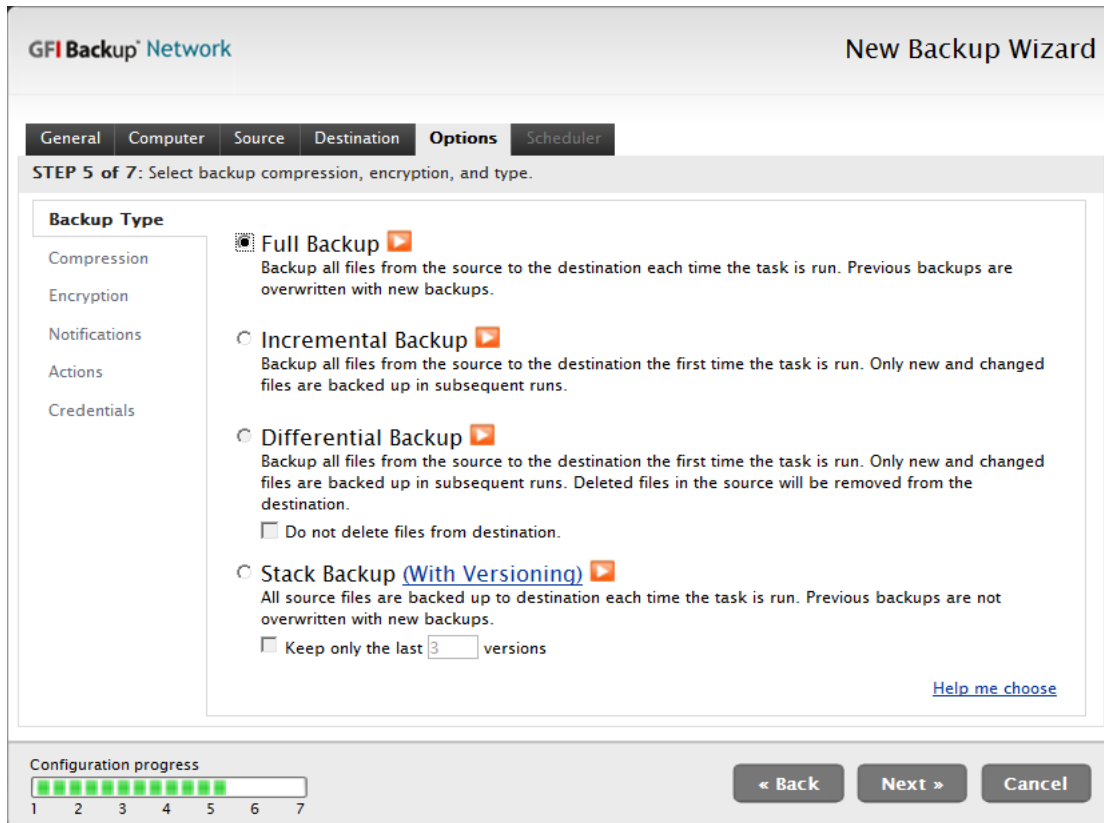 GFI Backup Network
New Backup Wizard
General Computer Source Destination Options Scheduler
STEP 5 of 7: Select backup compression, encryption, and type.
Backup Type
Compression
Encryption
Notifications
Actions
Credentials
Full Backup
Backup all files from the source to the destination each time the task is run. Previous backups are
overwritten with new backups.
Incremental Backup
Backup all files from the source to the destination the first time the task is run. Only new and changed
files are backed up in subsequent runs.
Differential Backup
Backup all files from the source to the destination the first time the task is run. Only new and changed
files are backed up in subsequent runs. Deleted files in the source will be removed from the
destination.
Do not delete files from destination.
Stack Backup (With Versioning)
All source files are backed up to destination each time the task is run. Previous backups are not
overwritten with new backups.
Keep only the last 3 versions
Help me choose
Configuration progress
1 2 3 4 5 6 7
« Back Next » Cancel